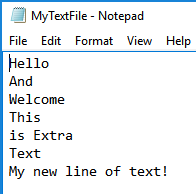 MyTextFile - Notepad
File Edit Format View Help
Hello
And
Welcome
This
is Extra
Text
My new line of text!